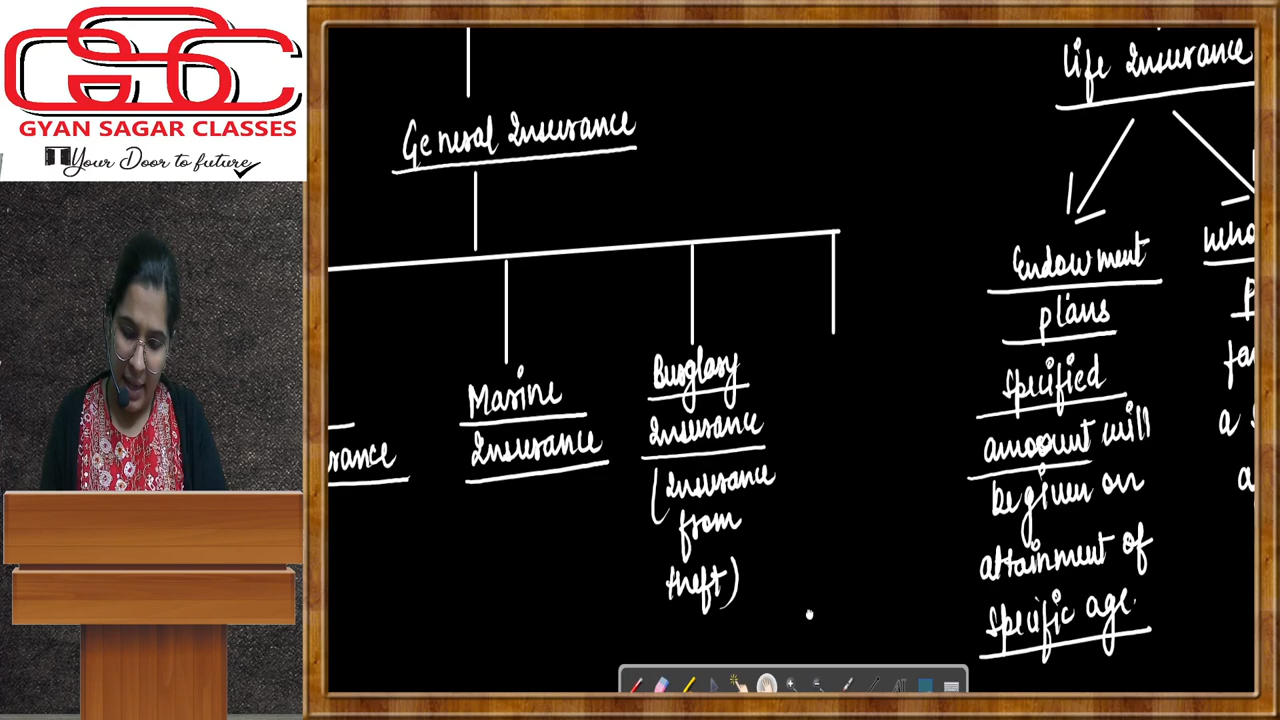 GSC
GYAN SAGAR CLASSES
Your Door to future
General Insurance
rance
Marine
Insurance
Burglary
Insurance
(Insurance
from
theft)
Life Insurance
Endowment
plans
Specified
amount will
be given on
attainment of
specific age.
a